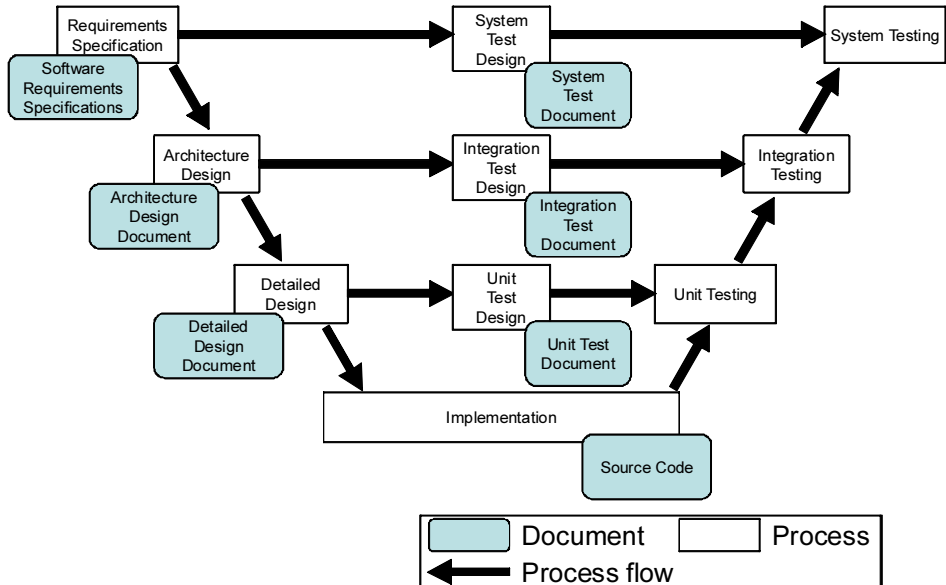 Requirements
Specification
Software
Requirements
Specifications
System
Test
Design
System
Test
Document
System Testing
Architecture
Design
Architecture
Design
Document
Integration
Test
Design
Integration
Test
Document
Integration
Testing
Detailed
Design
Detailed
Design
Document
Unit
Test
Design
Unit Test
Document
Unit Testing
Implementation
Source Code
Document
Process
Process flow